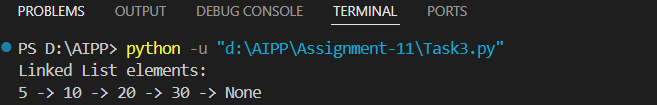 PROBLEMS OUTPUT DEBUG CONSOLE TERMINAL PORTS
PS D:\AIPP> python -u "d:\AIPP\Assignment-11\Task3.py"
Linked List elements:
5 -> 10 -> 20 -> 30 -> None